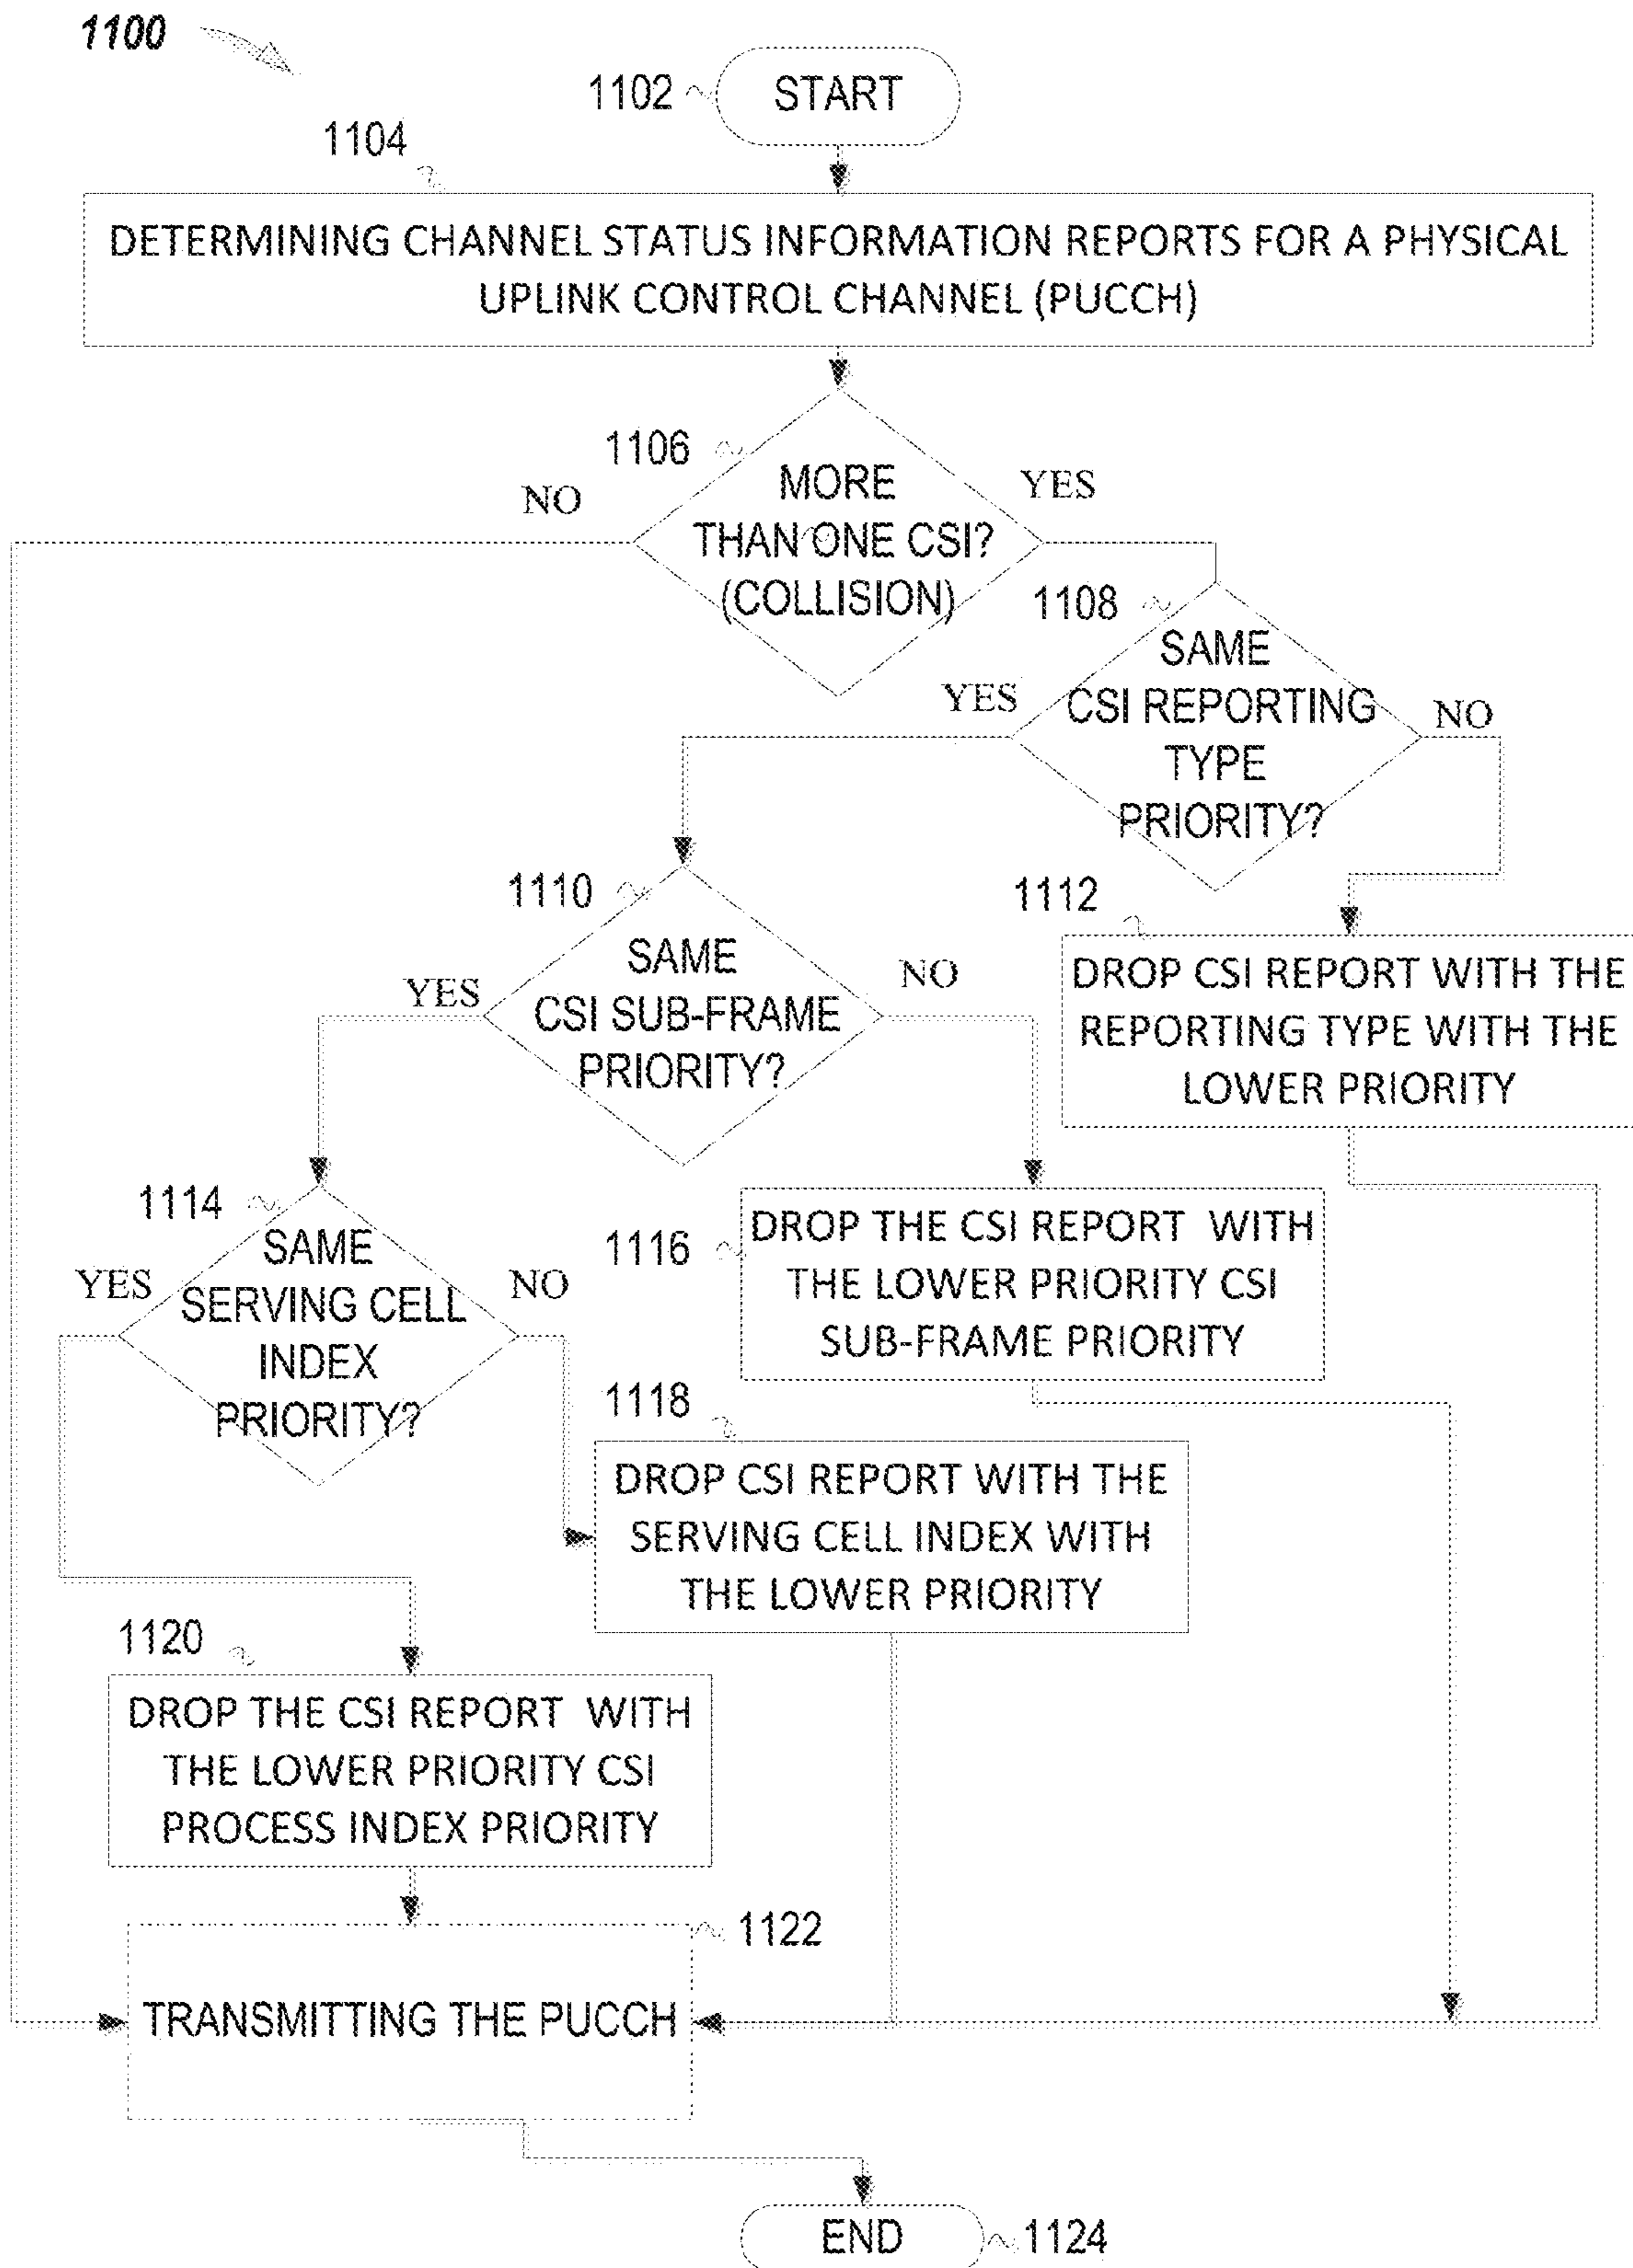 1100
1102
START
1104
DETERMINING CHANNEL STATUS INFORMATION REPORTS FOR A PHYSICAL
UPLINK CONTROL CHANNEL (PUCCH)
1106
MORE
THAN ONE CSI?
(COLLISION)
NO
YES
1108
SAME
CSI REPORTING
TYPE
PRIORITY?
YES
NO
1110
SAME
CSI SUB-FRAME
PRIORITY?
YES
NO
1112
DROP CSI REPORT WITH THE
REPORTING TYPE WITH THE
LOWER PRIORITY
1114
SAME
SERVING CELL
INDEX
PRIORITY?
YES
NO
1116
DROP THE CSI REPORT WITH
THE LOWER PRIORITY CSI
SUB-FRAME PRIORITY
1118
DROP CSI REPORT WITH THE
SERVING CELL INDEX WITH
THE LOWER PRIORITY
1120
DROP THE CSI REPORT WITH
THE LOWER PRIORITY CSI
PROCESS INDEX PRIORITY
1122
TRANSMITTING THE PUCCH
END
1124